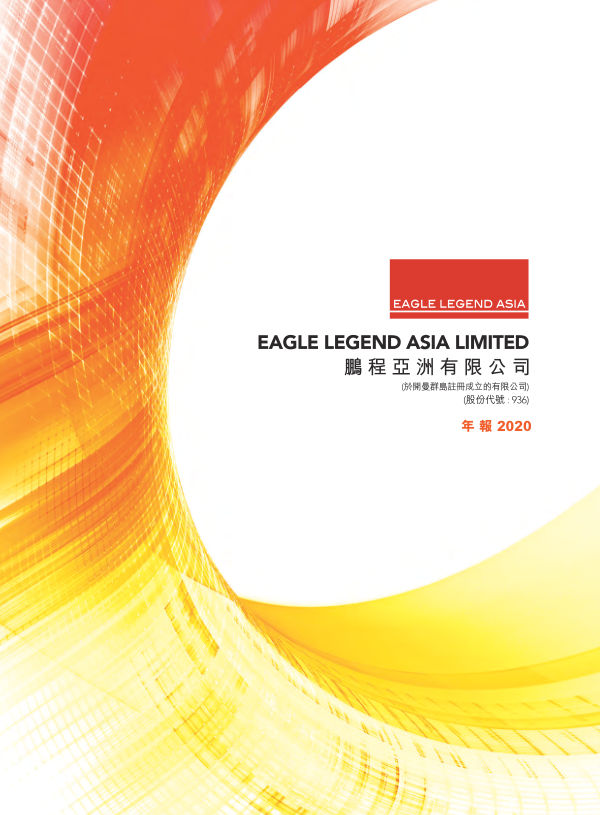 EAGLE LEGEND ASIA
EAGLE LEGEND ASIA LIMITED
鵬程亞洲有限公司
(於開曼群島註冊成立的有限公司)
(股份代號 : 936)
年報 2020